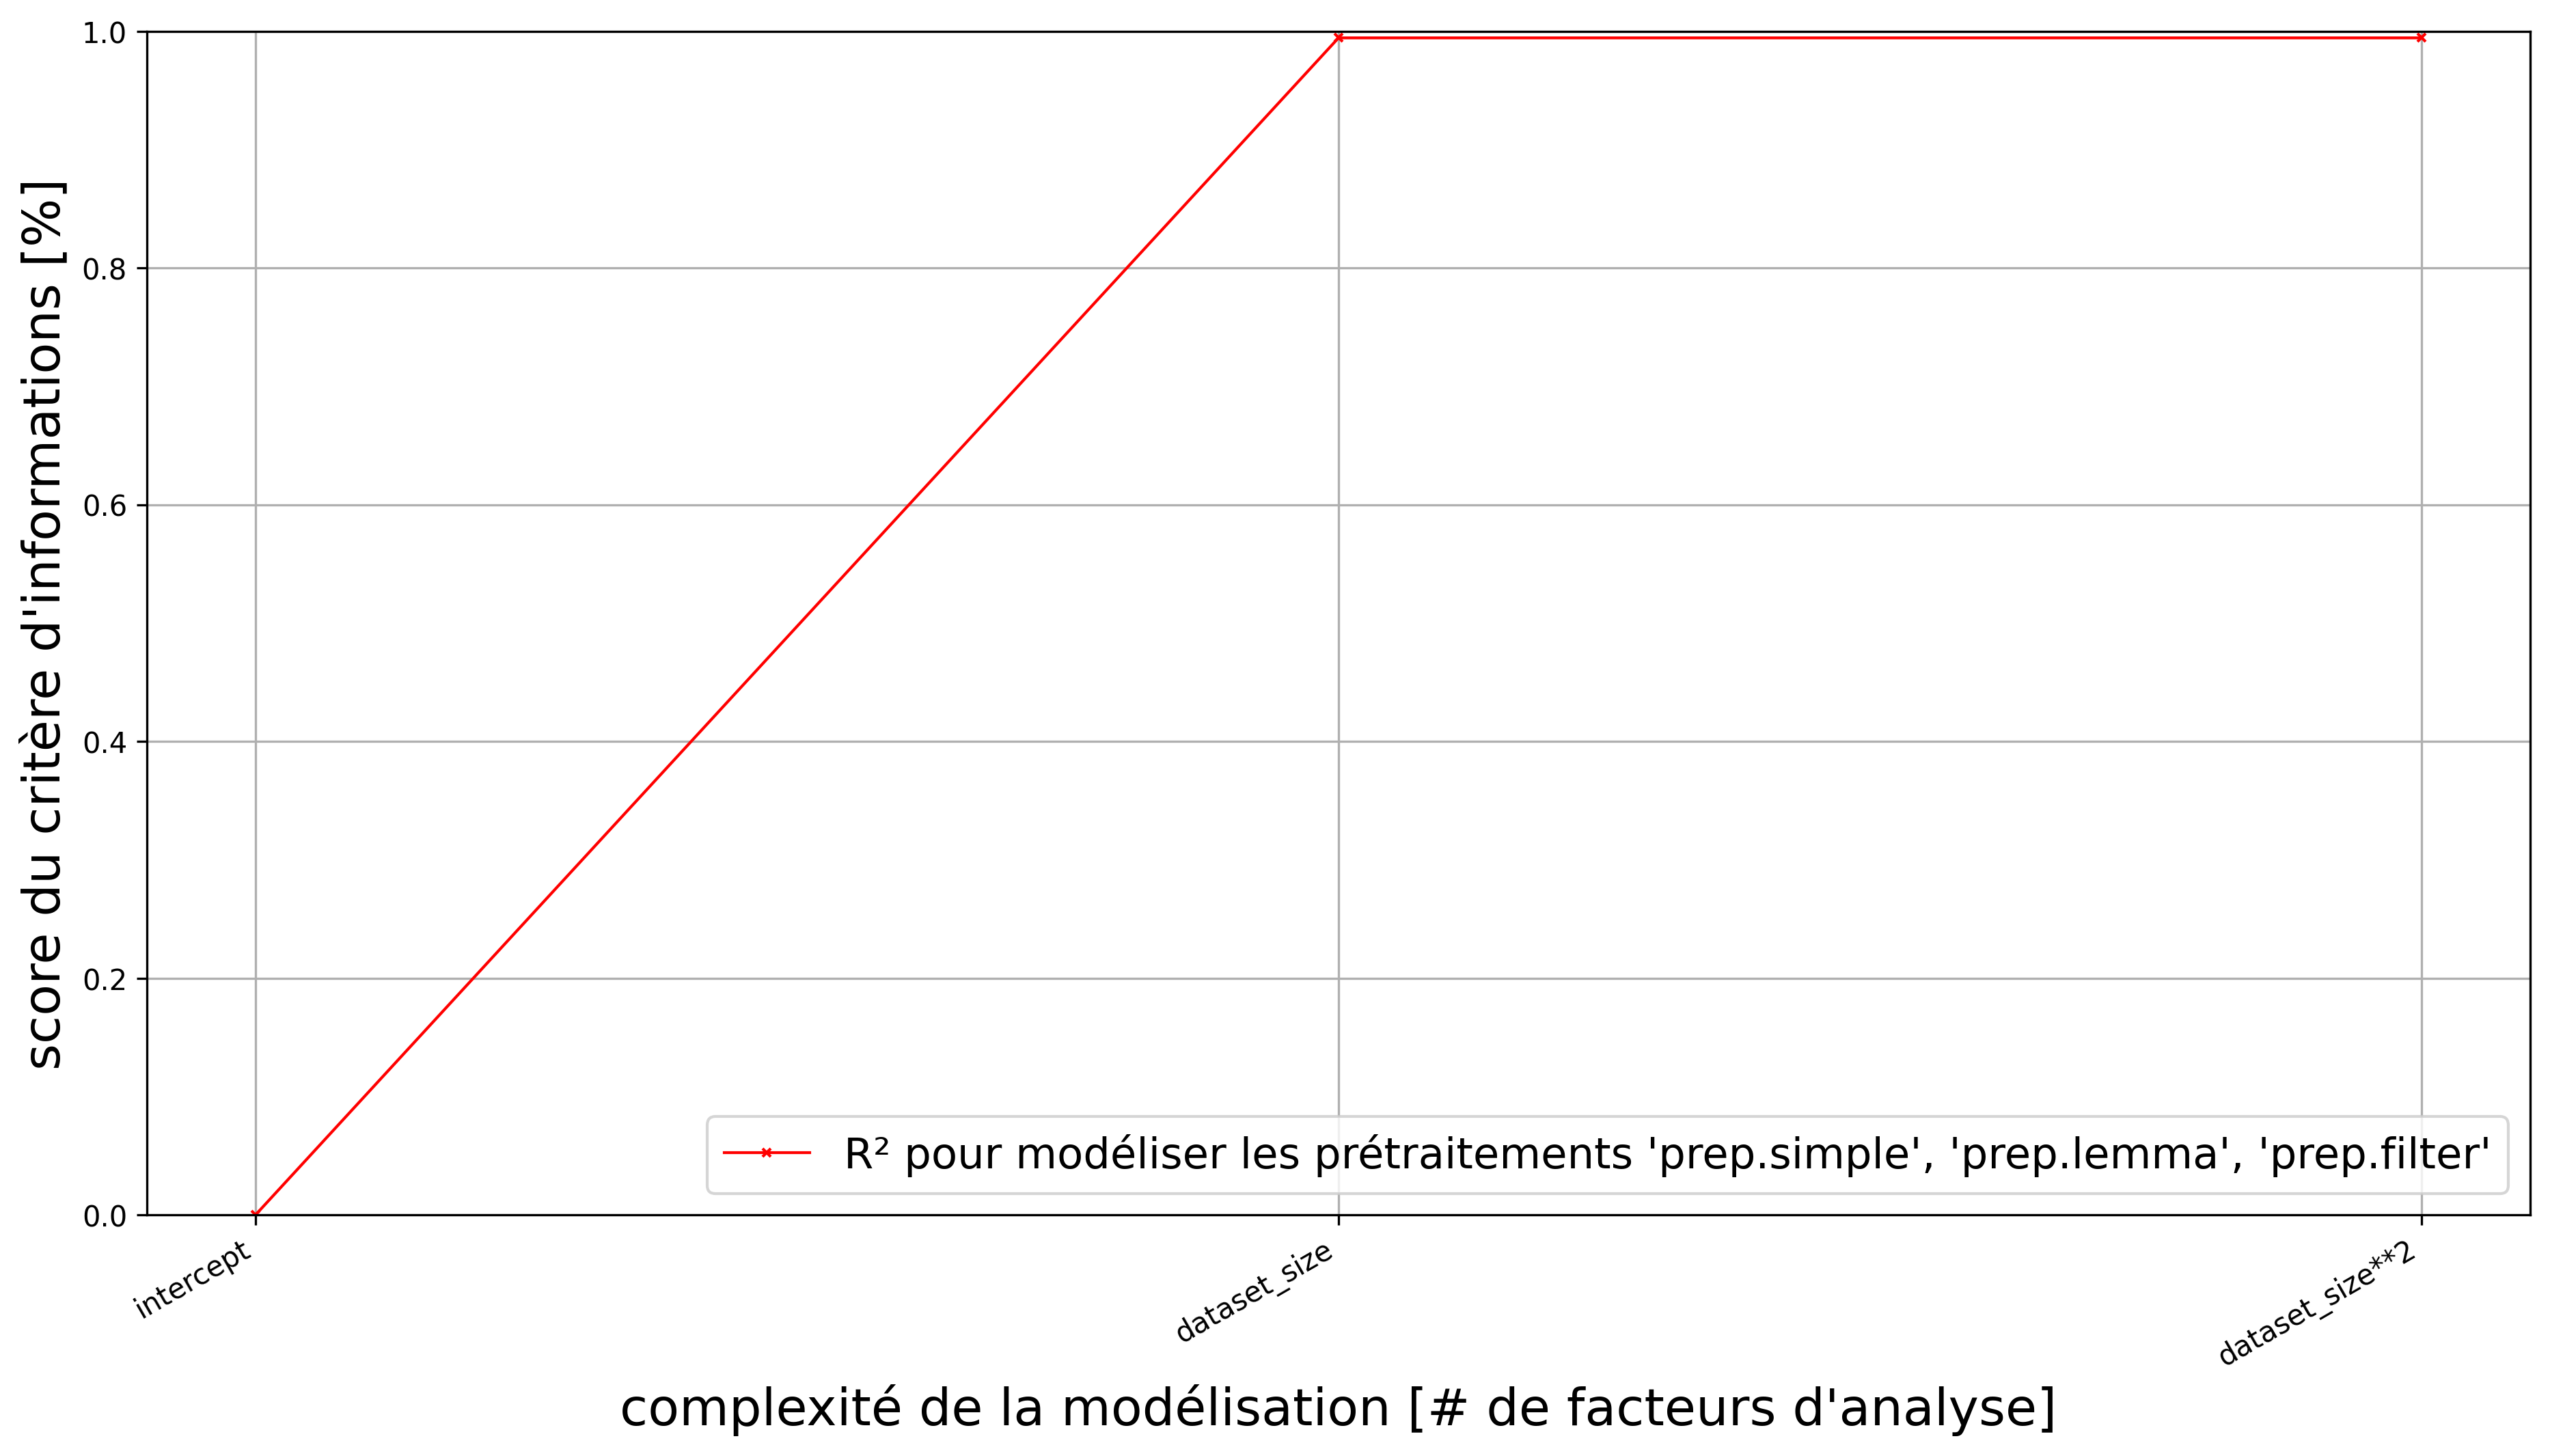 score du critère d'informations [%]
1.0
0.8
0.6
0.4
0.2
0.0
R² pour modéliser les prétraitements 'prep.simple', 'prep.lemma', 'prep.filter'
intercept
dataset_size
dataset_size**2
complexité de la modélisation [# de facteurs d'analyse]